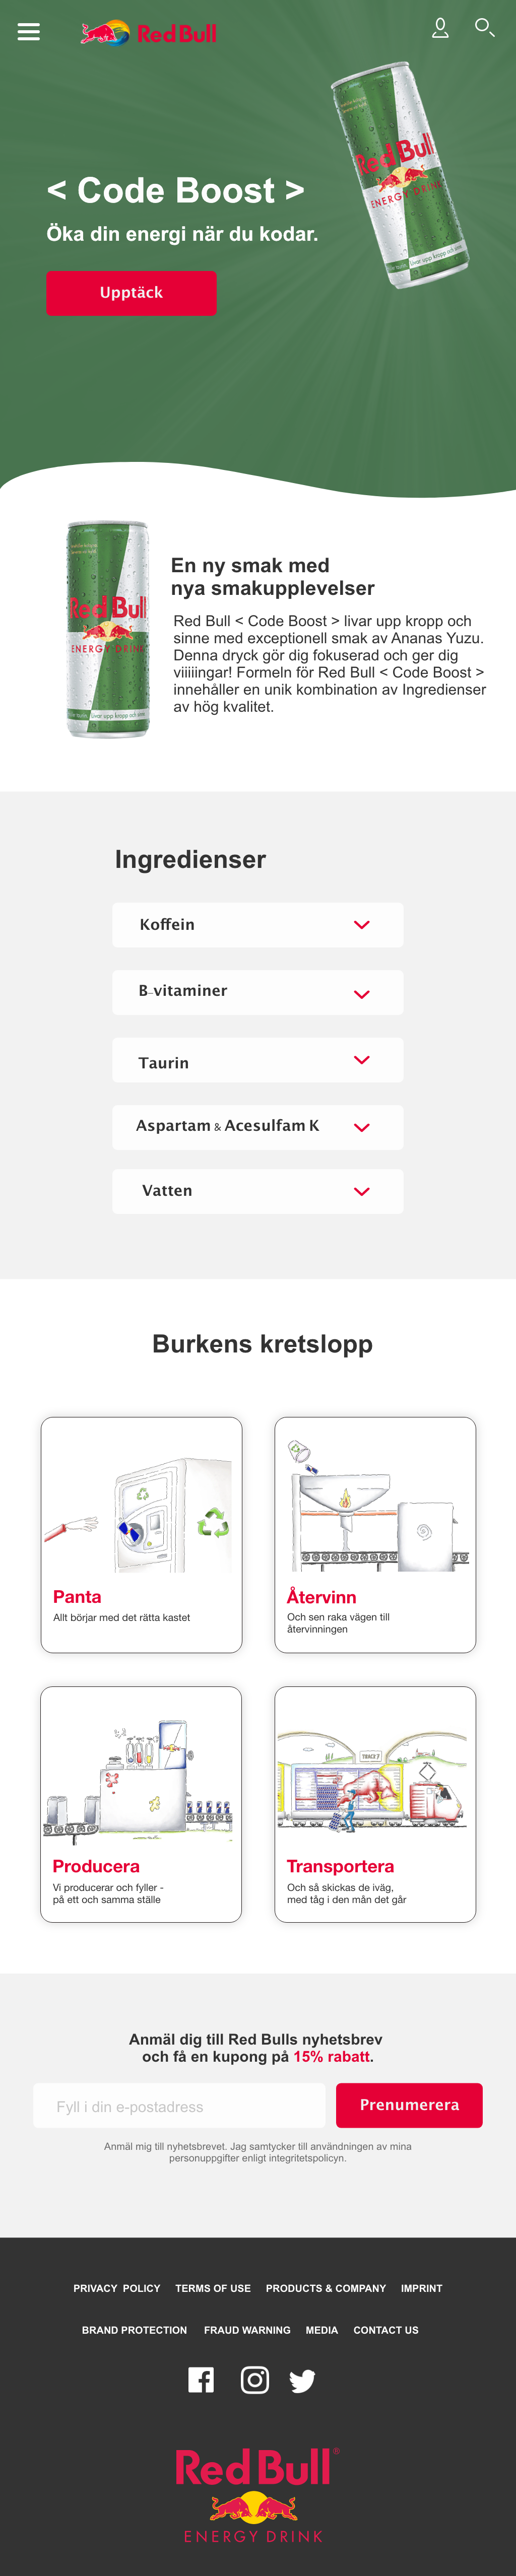 Red Bull
Red Bull
ENERGY DRINK
< Code Boost >
Öka din energi när du kodar.
Upptäck
En ny smak med
nya smakupplevelser
Red Bull < Code Boost > livar upp kropp och
sinne med exceptionell smak av Ananas Yuzu.
Denna dryck gör dig fokuserad och ger dig
viiiiingar! Formeln för Red Bull < Code Boost >
innehåller en unik kombination av Ingredienser
av hög kvalitet.
Red Bull
ENERGY DRINK
livar upp kropp och sinne.
Ingredienser
Koffein
B-vitaminer
Taurin
Aspartam & Acesulfam K
Vatten
Burkens kretslopp
Panta
Allt börjar med det rätta kastet
Återvinn
Och sen raka vägen till
återvinningen
Producera
Vi producerar och fyller -
på ett och samma ställe
TRACK 7
Transportera
Och så skickas de iväg,
med tåg i den mån det går
Anmäl dig till Red Bulls nyhetsbrev
och få en kupong på 15% rabatt.
Fyll i din e-postadress
Prenumerera
Anmäl mig till nyhetsbrevet. Jag samtycker till användningen av mina
personuppgifter enligt integritetspolicyn.
PRIVACY POLICY TERMS OF USE PRODUCTS & COMPANY IMPRINT
BRAND PROTECTION FRAUD WARNING MEDIA CONTACT US
Red Bull®
ENERGY DRINK